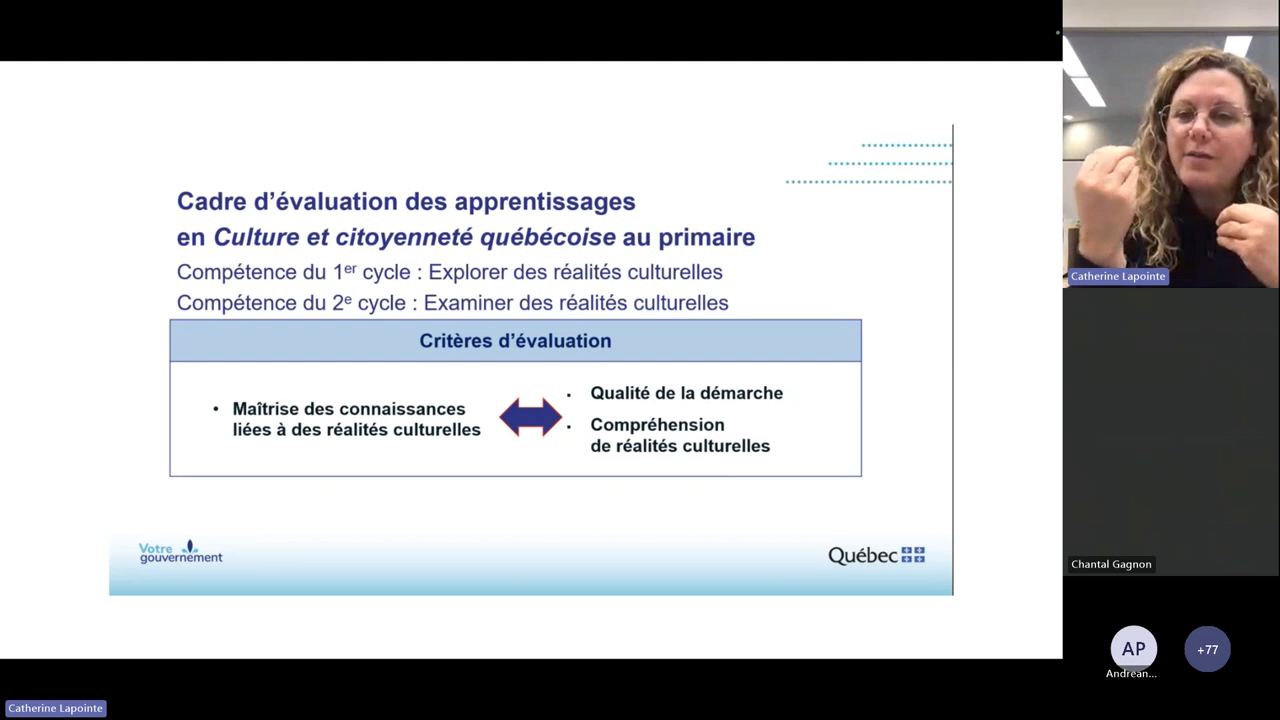 Cadre d'évaluation des apprentissages
en Culture et citoyenneté québécoise au primaire
Compétence du 1er cycle : Explorer des réalités culturelles
Compétence du 2e cycle : Examiner des réalités culturelles
Critères d'évaluation
• Maîtrise des connaissances
liées à des réalités culturelles
• Qualité de la démarche
• Compréhension
de réalités culturelles
Votre
gouvernement
Québec
Catherine Lapointe
Chantal Gagnon
AP
Andréan...
+77
Catherine Lapointe